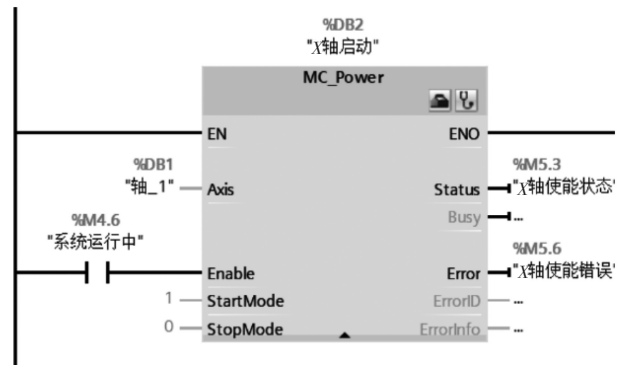 %DB2
"X轴启动"
MC_Power
EN ENO
%DB1 %M5.3
"轴_1" Axis Status "X轴使能状态"
Busy ...
%M4.6
"系统运行中" %M5.6
Enable Error "X轴使能错误"
1 StartMode ErrorID ...
0 StopMode ErrorInfo ...